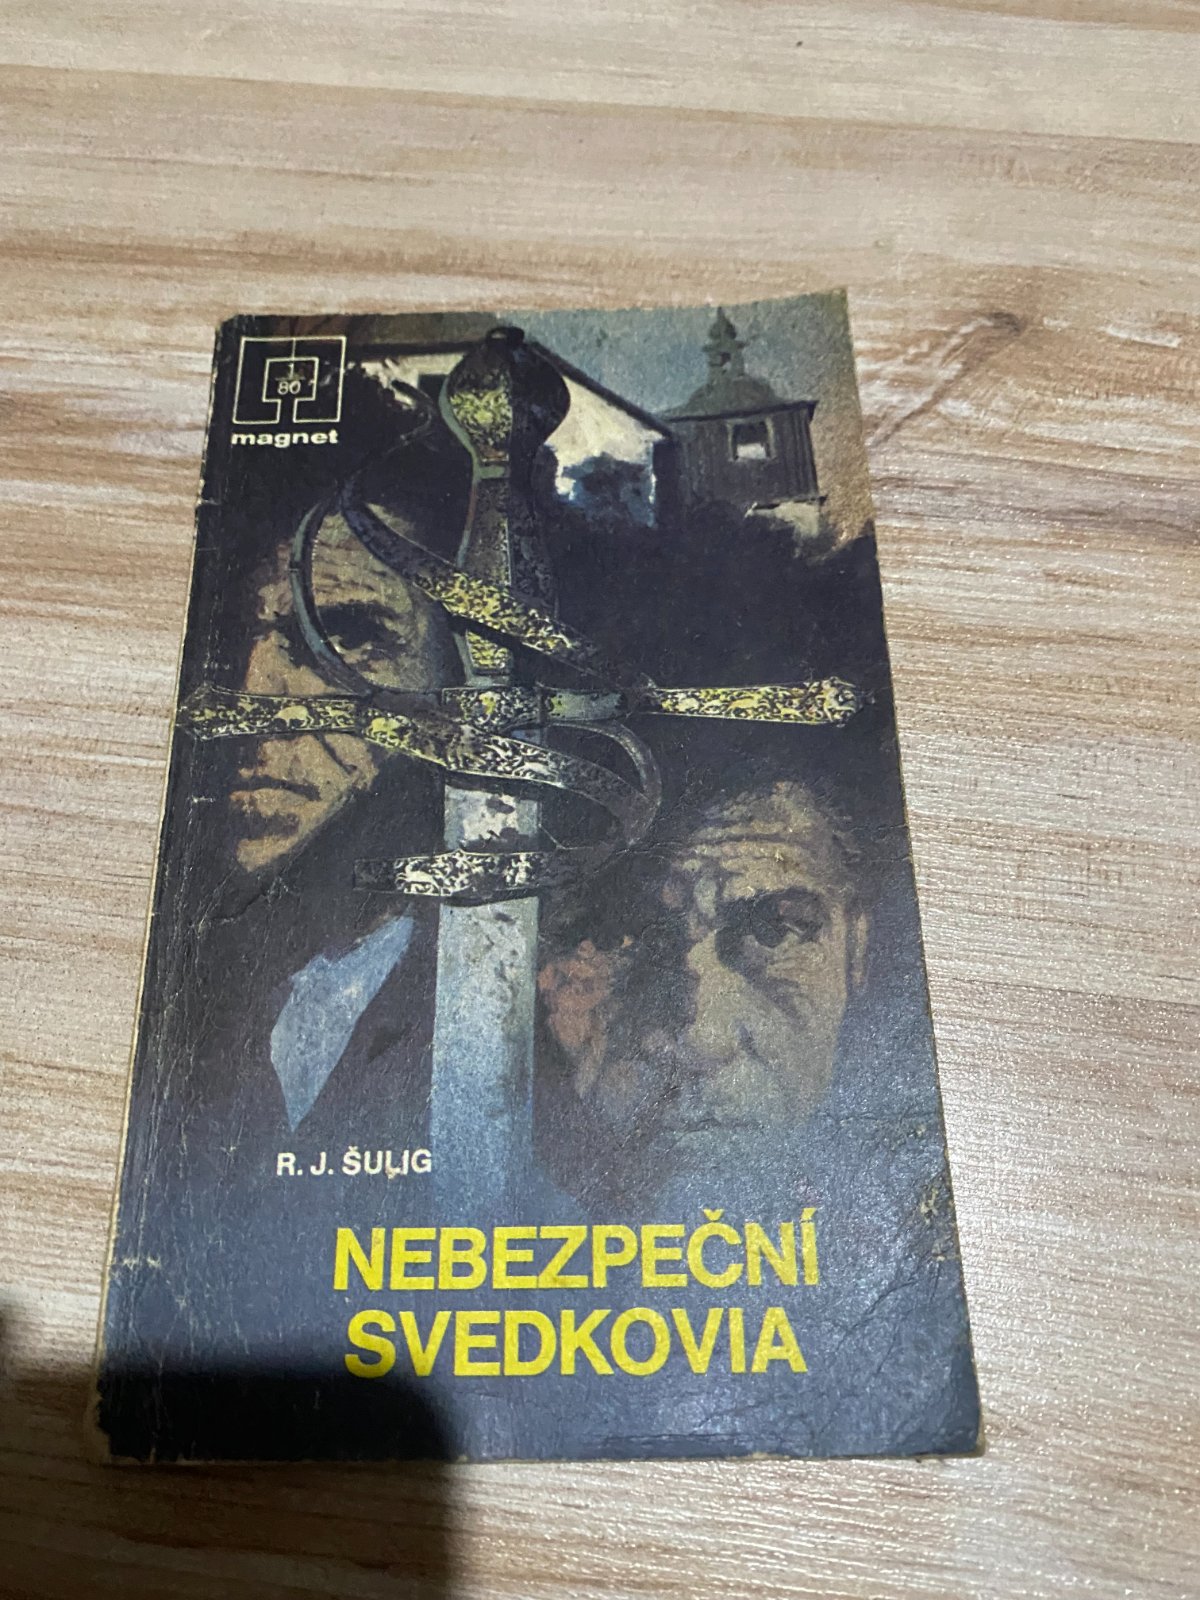 1
80
magnet
R. J. ŠULIG
NEBEZPEČNÍ
SVEDKOVIA